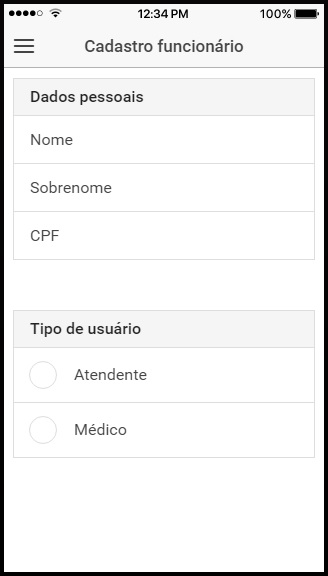 12:34 PM 100%
Cadastro funcionário
Dados pessoais
Nome
Sobrenome
CPF
Tipo de usuário
Atendente
Médico